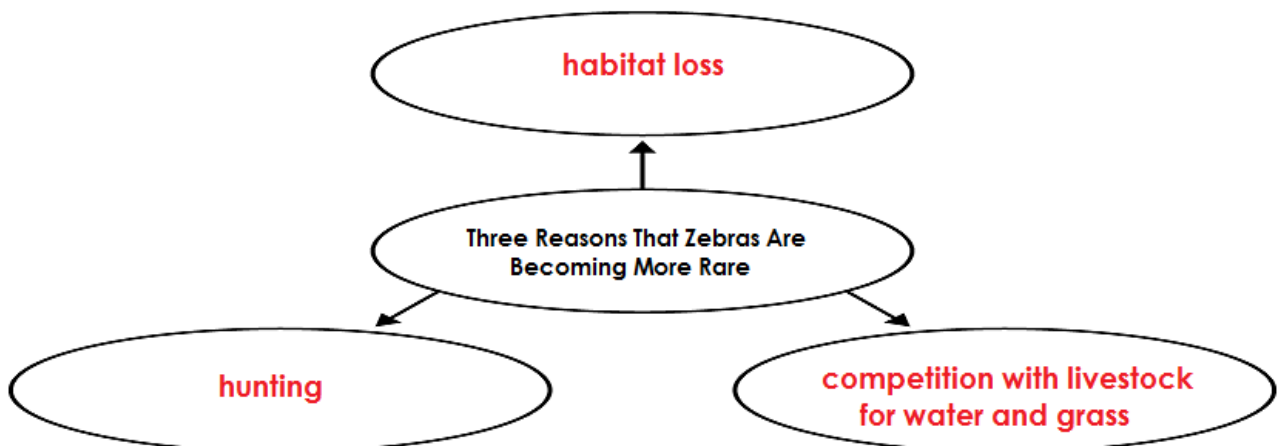 habitat loss
Three Reasons That Zebras Are
Becoming More Rare
hunting
competition with livestock
for water and grass